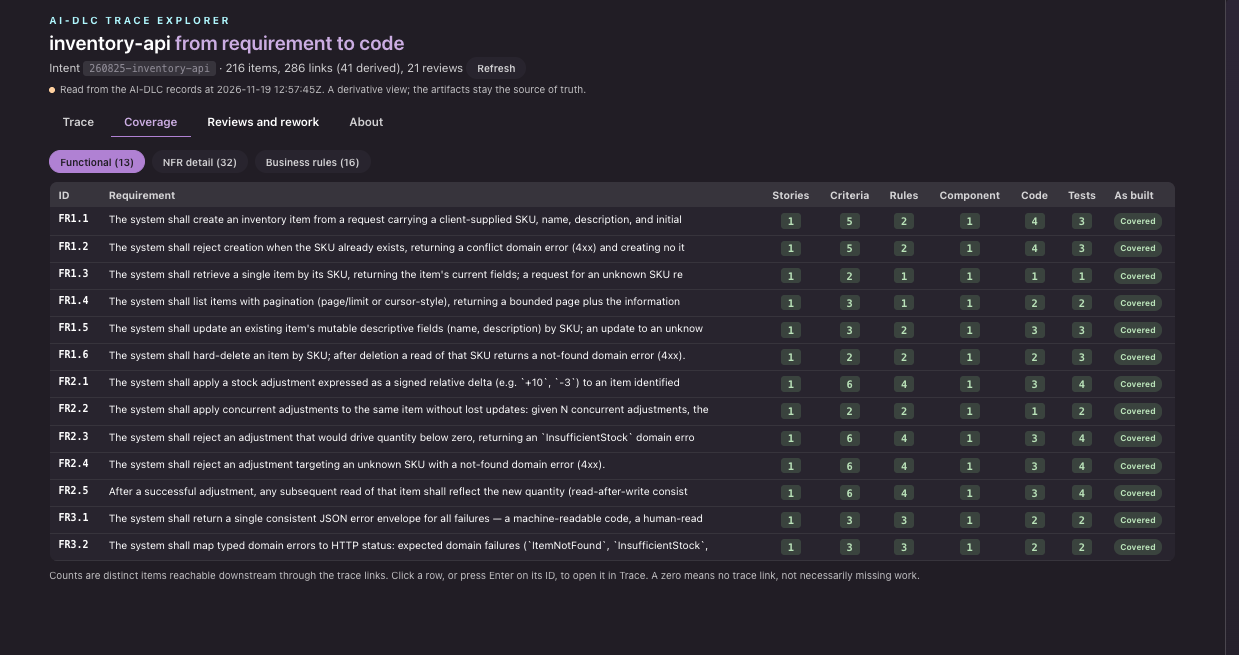 AI-DLC TRACE EXPLORER
inventory-api from requirement to code
Intent 260825-inventory-api · 216 items, 286 links (41 derived), 21 reviews Refresh
Read from the AI-DLC records at 2026-11-19 12:57:45Z. A derivative view; the artifacts stay the source of truth.
Trace Coverage Reviews and rework About
Functional (13) NFR detail (32) Business rules (16)
ID Requirement Stories Criteria Rules Component Code Tests As built
FR1.1 The system shall create an inventory item from a request carrying a client-supplied SKU, name, description, and initial 1 5 2 1 4 3 Covered
FR1.2 The system shall reject creation when the SKU already exists, returning a conflict domain error (4xx) and creating no it 1 5 2 1 4 3 Covered
FR1.3 The system shall retrieve a single item by its SKU, returning the item's current fields; a request for an unknown SKU re 1 2 1 1 1 1 Covered
FR1.4 The system shall list items with pagination (page/limit or cursor-style), returning a bounded page plus the information 1 3 1 1 2 2 Covered
FR1.5 The system shall update an existing item's mutable descriptive fields (name, description) by SKU; an update to an unknow 1 3 2 1 3 3 Covered
FR1.6 The system shall hard-delete an item by SKU; after deletion a read of that SKU returns a not-found domain error (4xx). 1 2 2 1 2 3 Covered
FR2.1 The system shall apply a stock adjustment expressed as a signed relative delta (e.g. `+10`, `-3`) to an item identified 1 6 4 1 3 4 Covered
FR2.2 The system shall apply concurrent adjustments to the same item without lost updates: given N concurrent adjustments, the 1 2 2 1 1 2 Covered
FR2.3 The system shall reject an adjustment that would drive quantity below zero, returning an `InsufficientStock` domain erro 1 6 4 1 3 4 Covered
FR2.4 The system shall reject an adjustment targeting an unknown SKU with a not-found domain error (4xx). 1 6 4 1 3 4 Covered
FR2.5 After a successful adjustment, any subsequent read of that item shall reflect the new quantity (read-after-write consist 1 6 4 1 3 4 Covered
FR3.1 The system shall return a single consistent JSON error envelope for all failures — a machine-readable code, a human-read 1 3 3 1 2 2 Covered
FR3.2 The system shall map typed domain errors to HTTP status: expected domain failures (`ItemNotFound`, `InsufficientStock`, 1 3 3 1 2 2 Covered
Counts are distinct items reachable downstream through the trace links. Click a row, or press Enter on its ID, to open it in Trace. A zero means no trace link, not necessarily missing work.